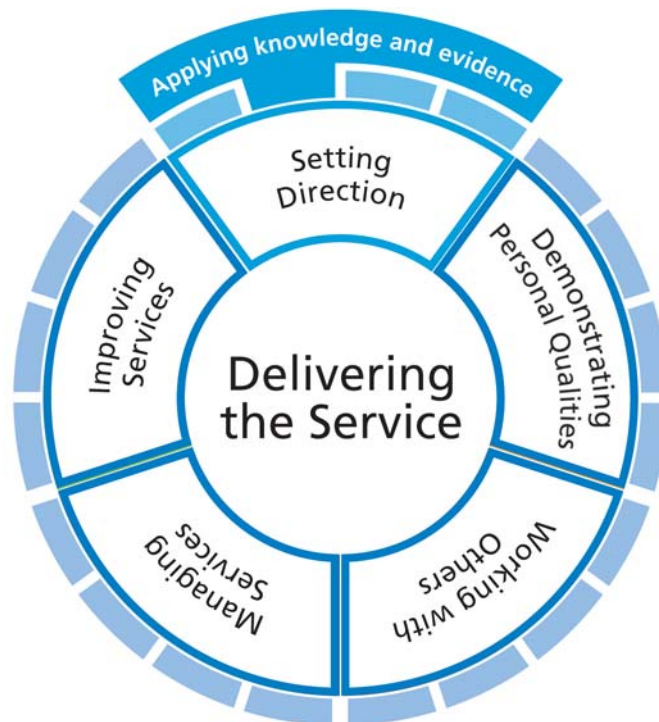 Applying knowledge and evidence
Setting
Direction
Demonstrating
Personal Qualities
Working with
Others
Managing
Services
Improving
Services
Delivering
the Service